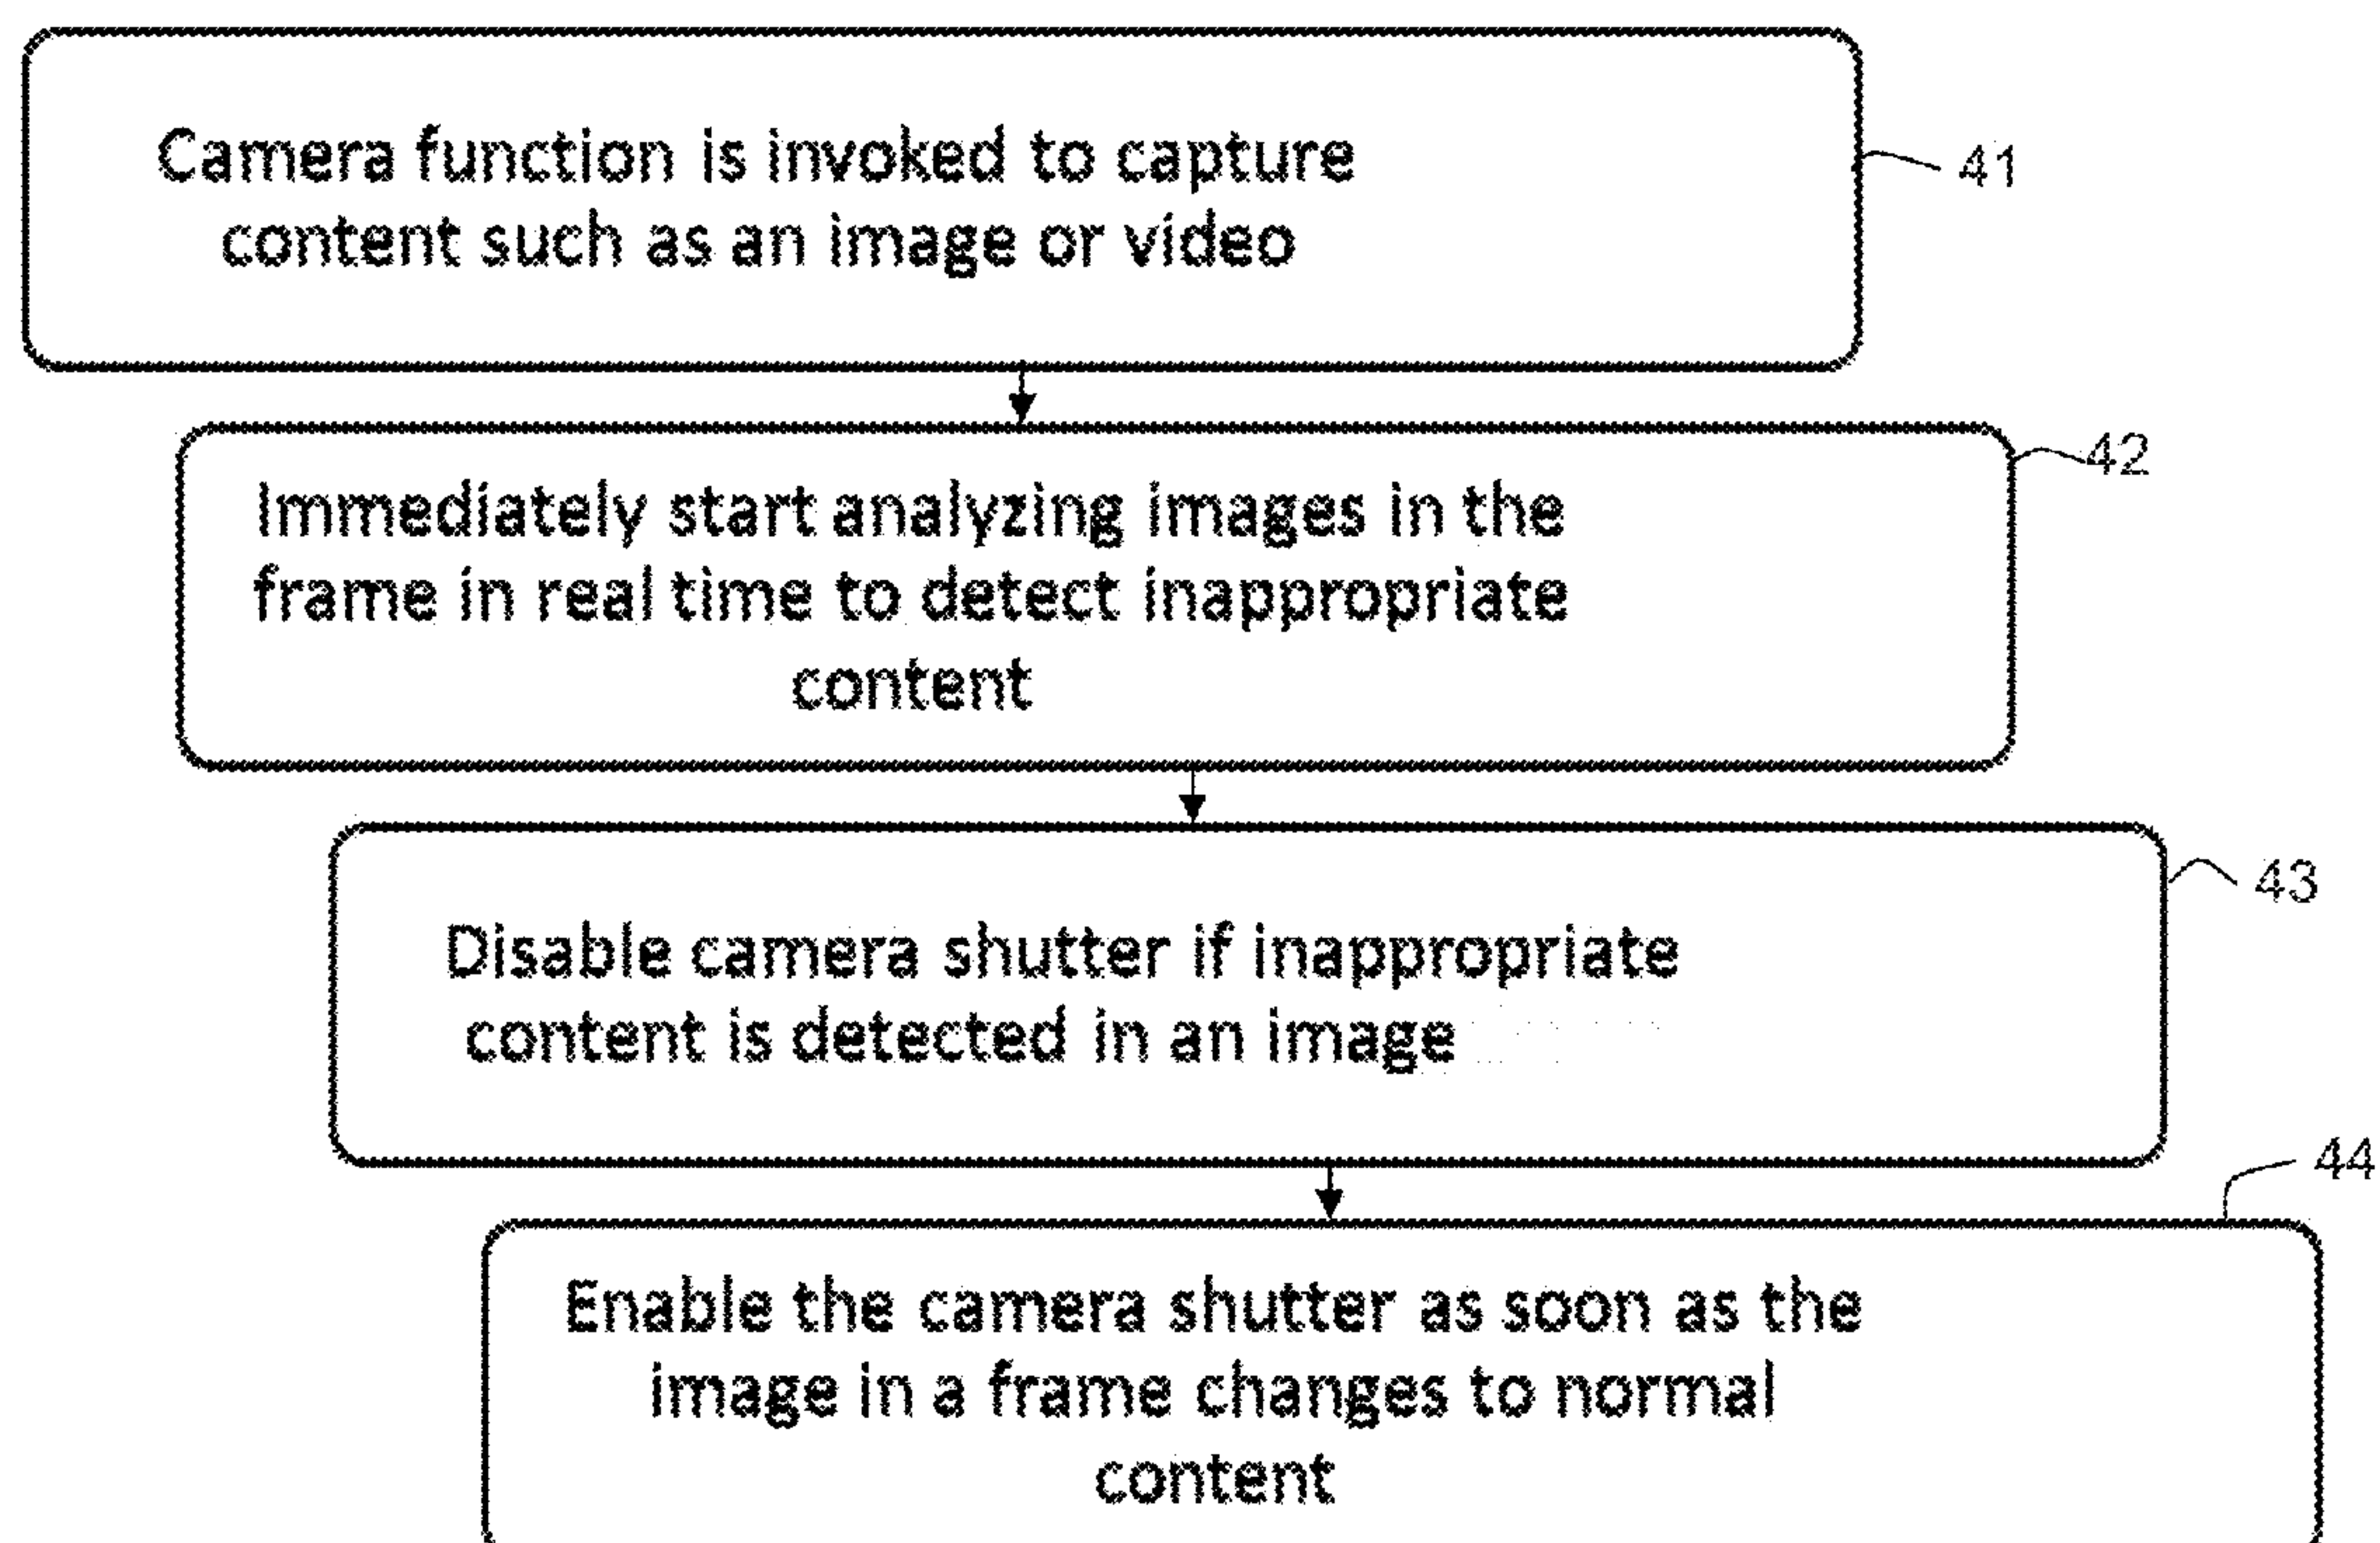 Camera function is invoked to capture
content such as an image or video
41
Immediately start analyzing images in the
frame in real time to detect inappropriate
content
42
Disable camera shutter if inappropriate
content is detected in an image
43
Enable the camera shutter as soon as the
image in a frame changes to normal
content
44